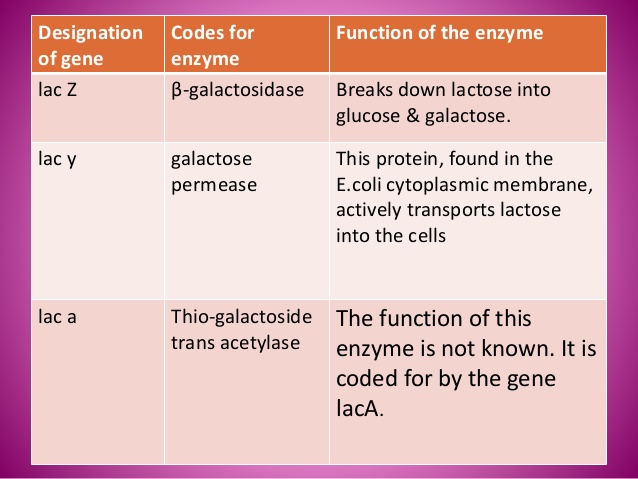 Designation
of gene
Codes for
enzyme
Function of the enzyme
lac Z
β-galactosidase
Breaks down lactose into
glucose & galactose.
lac y
galactose
permease
This protein, found in the
E.coli cytoplasmic membrane,
actively transports lactose
into the cells
lac a
Thio-galactoside
trans acetylase
The function of this
enzyme is not known. It is
coded for by the gene
lacA.